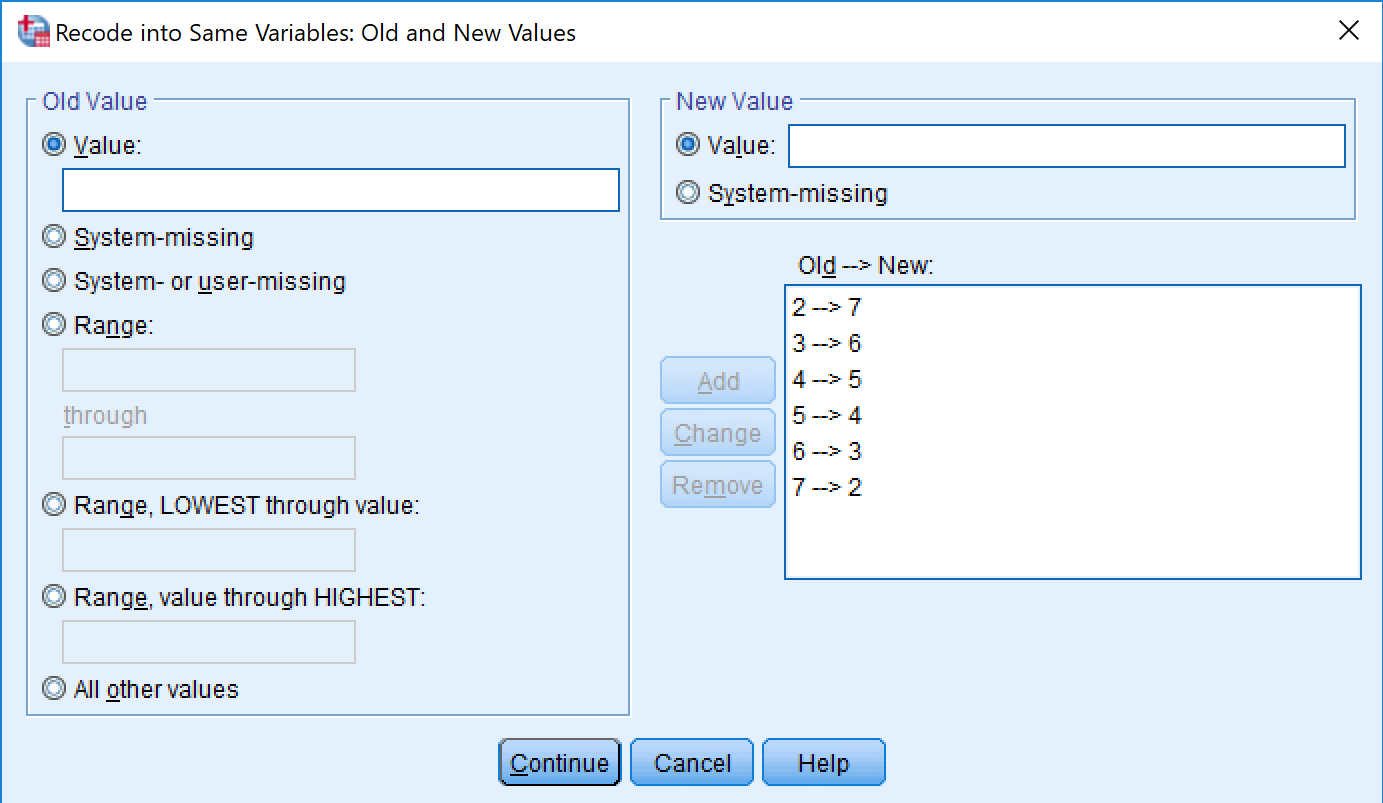 Recode into Same Variables: Old and New Values
Old Value
Value:
System-missing
System- or user-missing
Range:
through
Range, LOWEST through value:
Range, value through HIGHEST:
All other values
New Value
Value:
System-missing
Old --> New:
2 --> 7
3 --> 6
4 --> 5
5 --> 4
6 --> 3
7 --> 2
Add
Change
Remove
Continue Cancel Help